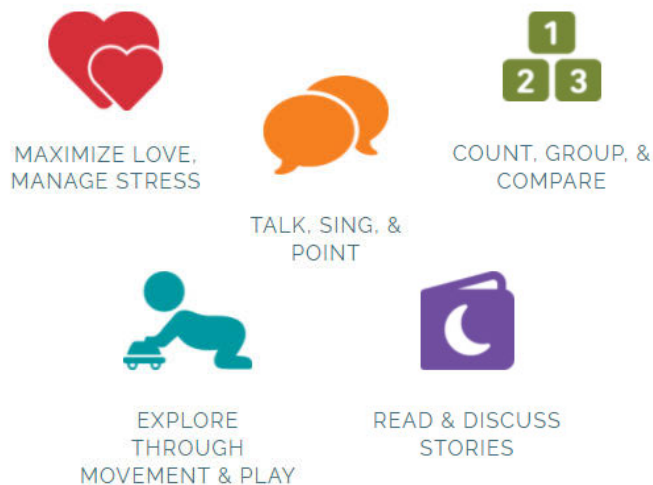 MAXIMIZE LOVE,
MANAGE STRESS
TALK, SING, &
POINT
1
2 3
COUNT, GROUP, &
COMPARE
EXPLORE
THROUGH
MOVEMENT & PLAY
READ & DISCUSS
STORIES